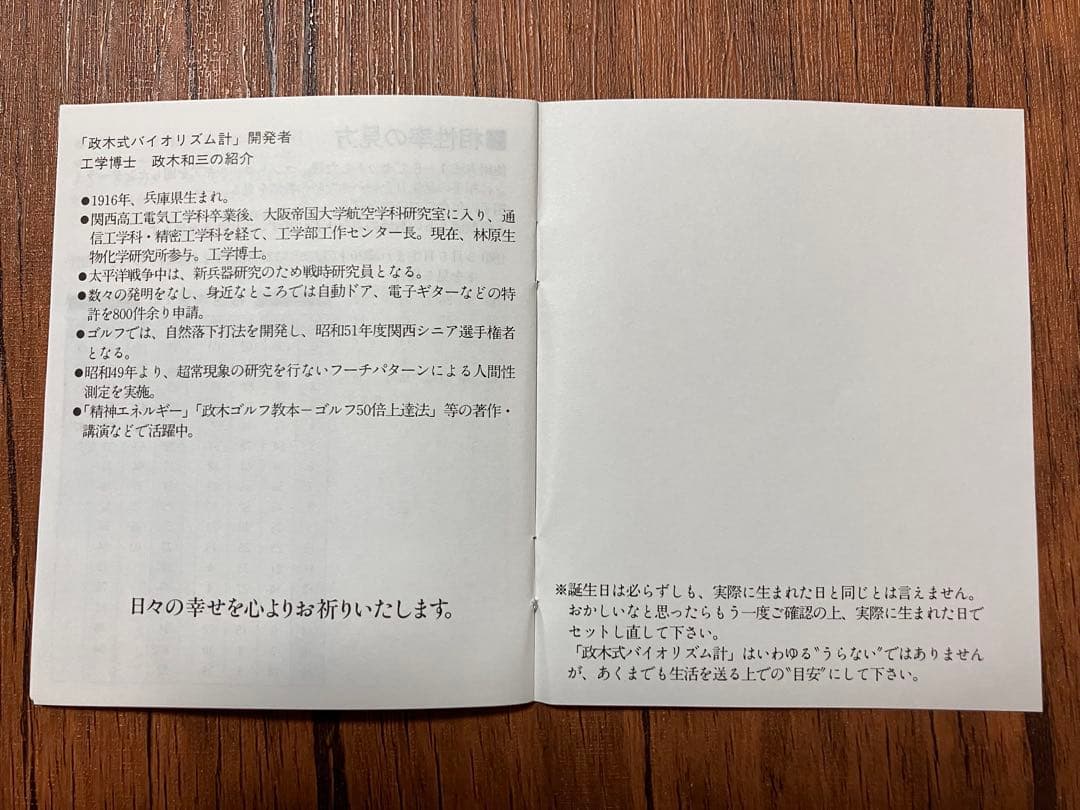 「政木式バイオリズム計」開発者
工学博士　政木和三の紹介
●1916年、兵庫県生まれ。
●関西高工電気工学科卒業後、大阪帝国大学航空学科研究室に入り、通
信工学科・精密工学科を経て、工学部工作センター長。現在、林原生
物化学研究所参与。工学博士。
●太平洋戦争中は、新兵器研究のため戦時研究員となる。
●数々の発明をなし、身近なところでは自動ドア、電子ギターなどの特
許を800件余り申請。
●ゴルフでは、自然落下打法を開発し、昭和51年度関西シニア選手権者
となる。
●昭和49年より、超常現象の研究を行ないフーチパターンによる人間性
測定を実施。
●「精神エネルギー」「政木ゴルフ教本－ゴルフ50倍上達法」等の著作・
講演などで活躍中。
日々の幸せを心よりお祈りいたします。
※誕生日は必らずしも、実際に生まれた日と同じとは言えません。
おかしいなと思ったらもう一度ご確認の上、実際に生まれた日で
セットし直して下さい。
「政木式バイオリズム計」はいわゆる〝うらない〟ではありません
が、あくまでも生活を送る上での〝目安〟にして下さい。
■相性率の見方